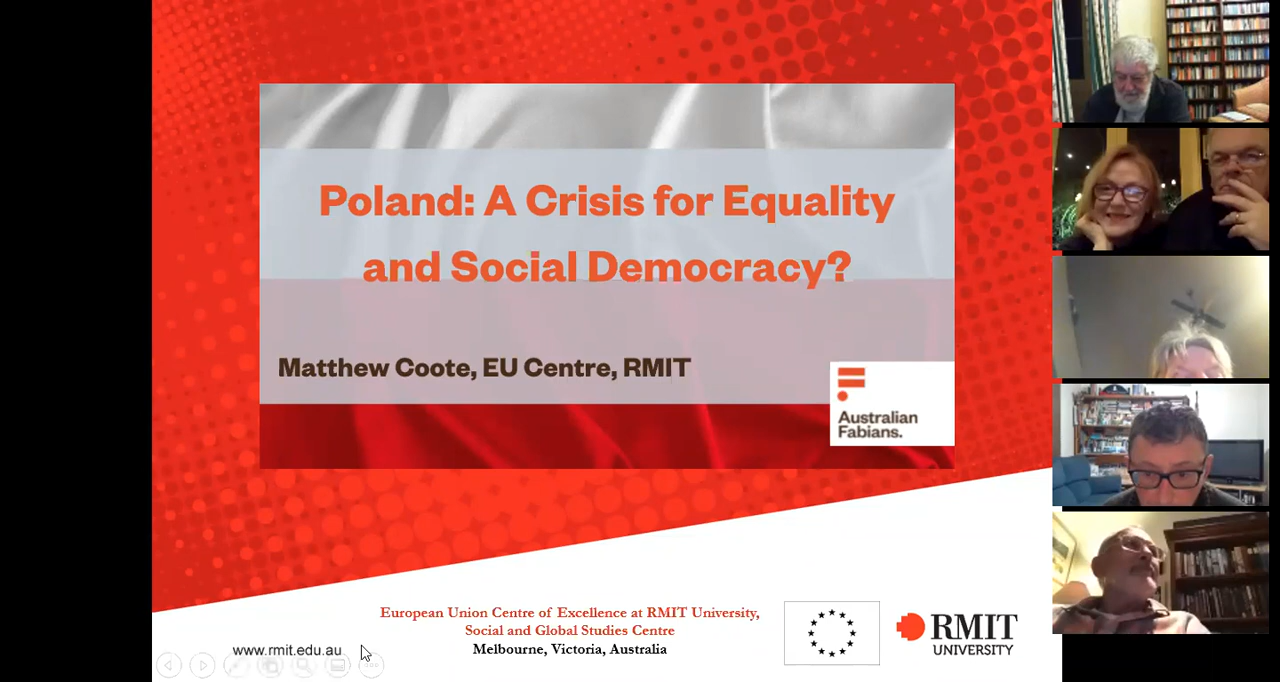 Poland: A Crisis for Equality
and Social Democracy?
Matthew Coote, EU Centre, RMIT
Australian
Fabians.
European Union Centre of Excellence at RMIT University,
Social and Global Studies Centre
Melbourne, Victoria, Australia
www.rmit.edu.au
RMIT
UNIVERSITY